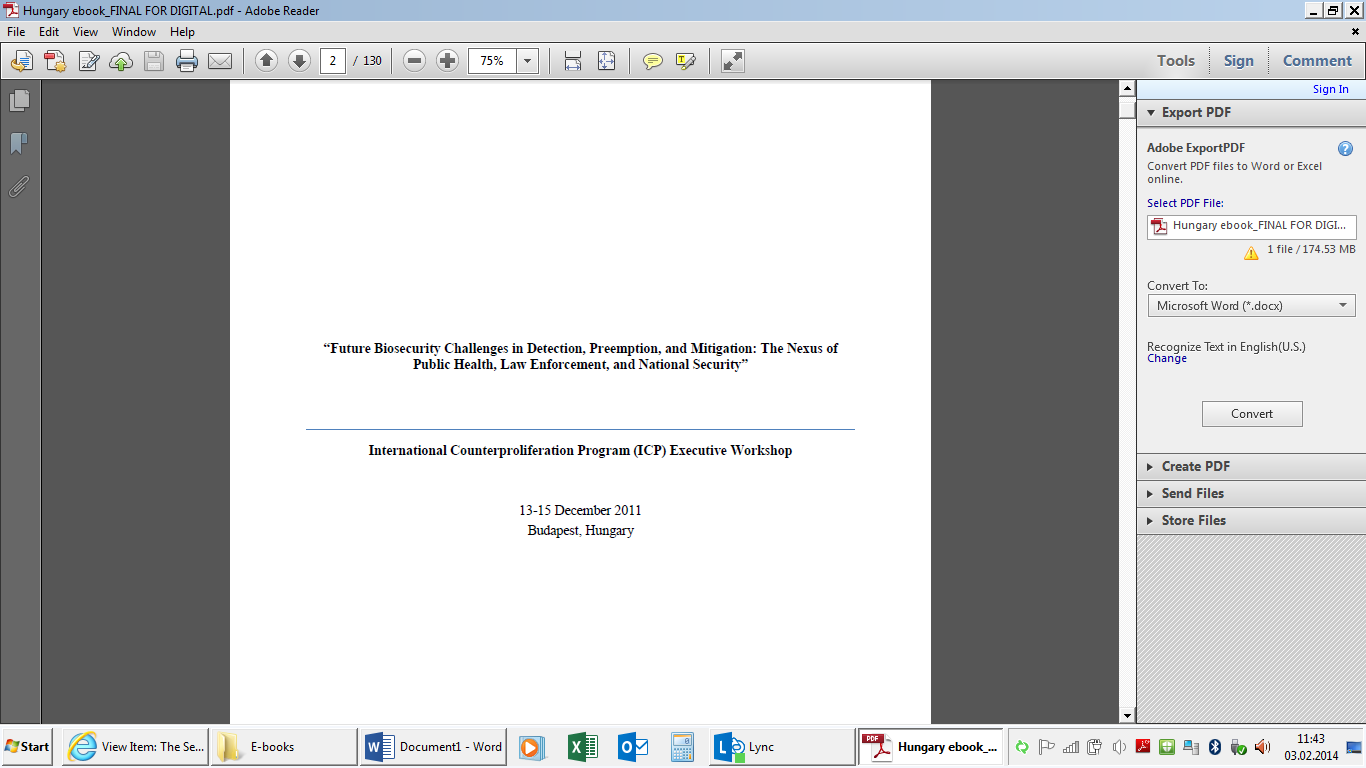 Hungary ebook_FINAL FOR DIGITAL.pdf - Adobe Reader
File Edit View Window Help
2 / 130 75% Tools Sign Comment
Sign In
Export PDF
Adobe ExportPDF
Convert PDF files to Word or Excel
online.
Select PDF File:
Hungary ebook_FINAL FOR DIGI...
1 file / 174.53 MB
Convert To:
Microsoft Word (*.docx)
Recognize Text in English(U.S.)
Change
Convert
Create PDF
Send Files
Store Files
“Future Biosecurity Challenges in Detection, Preemption, and Mitigation: The Nexus of
Public Health, Law Enforcement, and National Security”
International Counterproliferation Program (ICP) Executive Workshop
13-15 December 2011
Budapest, Hungary
Start View Item: The Se... E-books Document1 - Word Lync Hungary ebook_... 11:43
03.02.2014